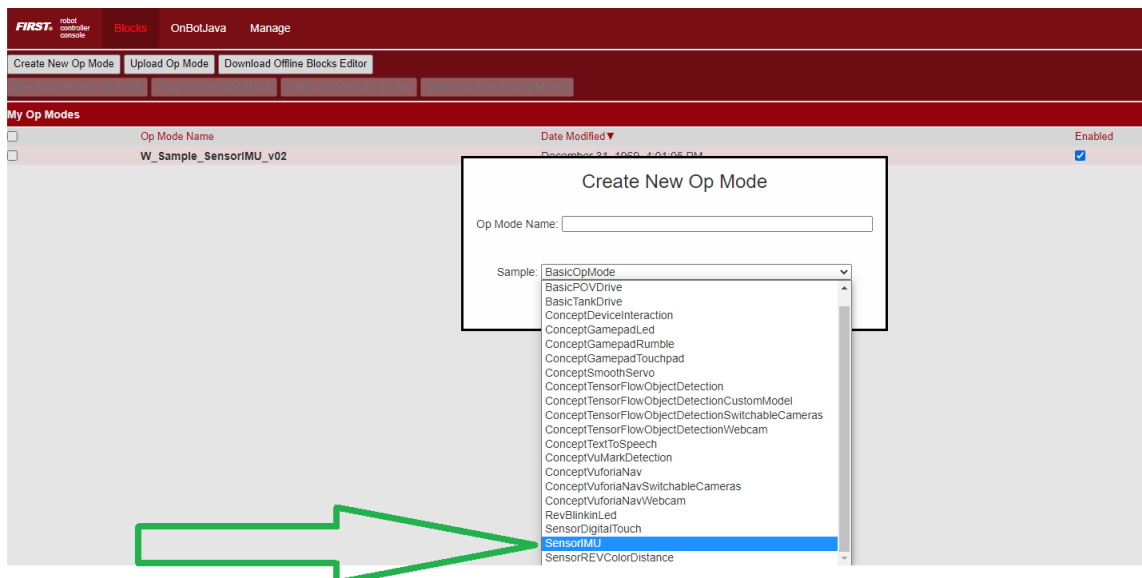 FIRST® robot controller console Blocks OnBotJava Manage
Create New Op Mode Upload Op Mode Download Offline Blocks Editor
My Op Modes
Op Mode Name Date Modified▼ Enabled
W_Sample_SensorIMU_v02 December 31, 1969, 4:01:05 PM
Create New Op Mode
Op Mode Name:
Sample: BasicOpMode
BasicPOVDrive
BasicTankDrive
ConceptDeviceInteraction
ConceptGamepadLed
ConceptGamepadRumble
ConceptGamepadTouchpad
ConceptSmoothServo
ConceptTensorFlowObjectDetection
ConceptTensorFlowObjectDetectionCustomModel
ConceptTensorFlowObjectDetectionSwitchableCameras
ConceptTensorFlowObjectDetectionWebcam
ConceptTextToSpeech
ConceptVuMarkDetection
ConceptVuforiaNav
ConceptVuforiaNavSwitchableCameras
ConceptVuforiaNavWebcam
RevBlinkinLed
SensorDigitalTouch
SensorIMU
SensorREVColorDistance